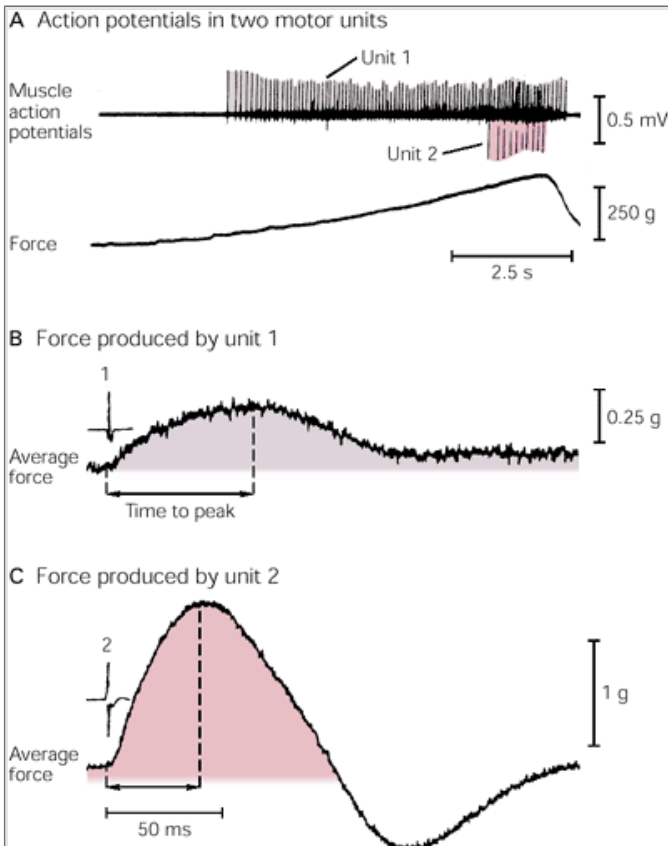 A Action potentials in two motor units
Unit 1
Muscle
action
potentials
0.5 mV
Unit 2
250 g
Force
2.5 s
B Force produced by unit 1
1
0.25 g
Average
force
Time to peak
C Force produced by unit 2
2
1 g
Average
force
50 ms